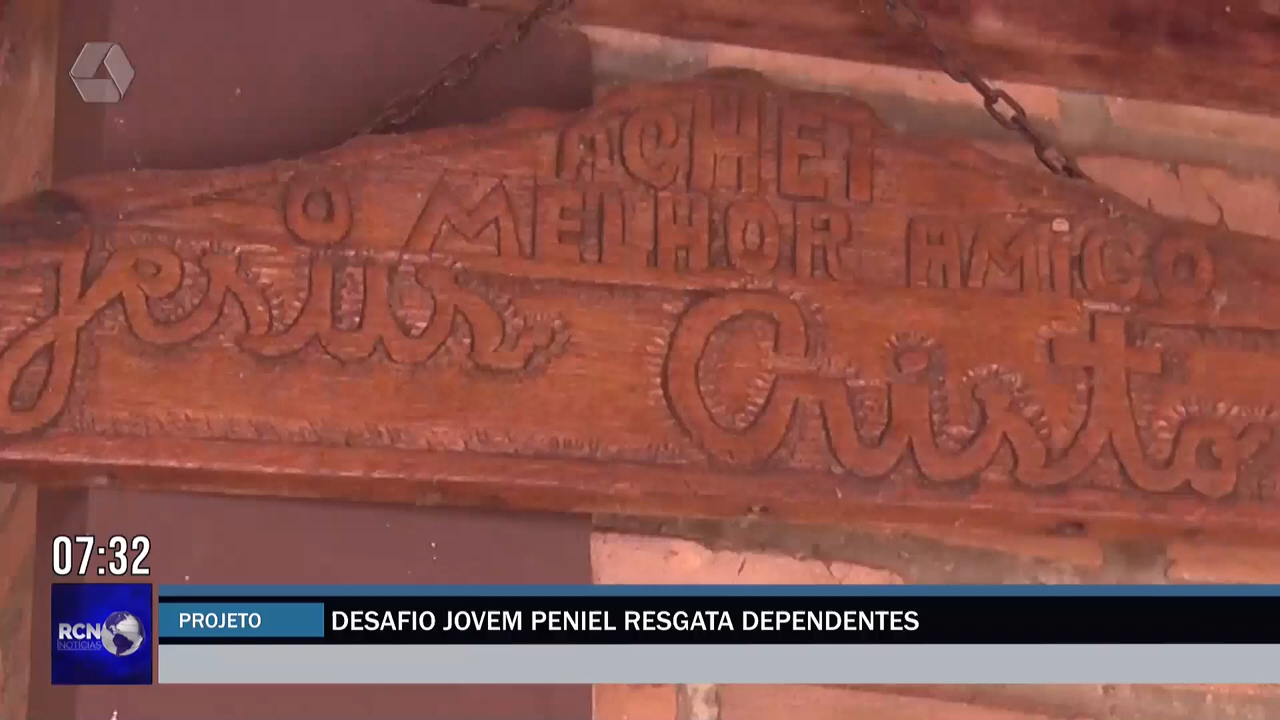 ACHEI
O MELHOR AMIGO
Jesus Cristo
07:32
RCN
NOTÍCIAS
PROJETO
DESAFIO JOVEM PENIEL RESGATA DEPENDENTES